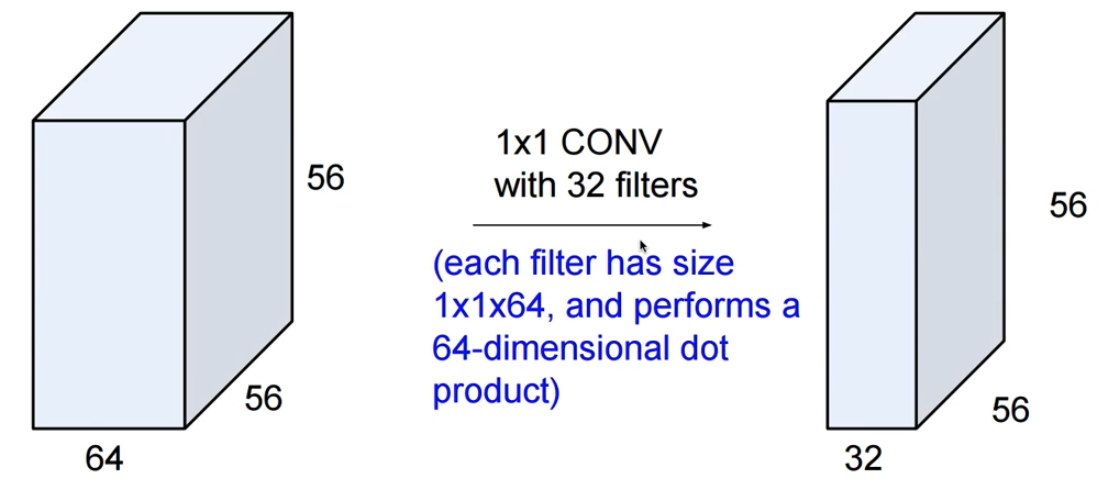 56
56
64
1x1 CONV
with 32 filters
(each filter has size
1x1x64, and performs a
64-dimensional dot
product)
56
56
32